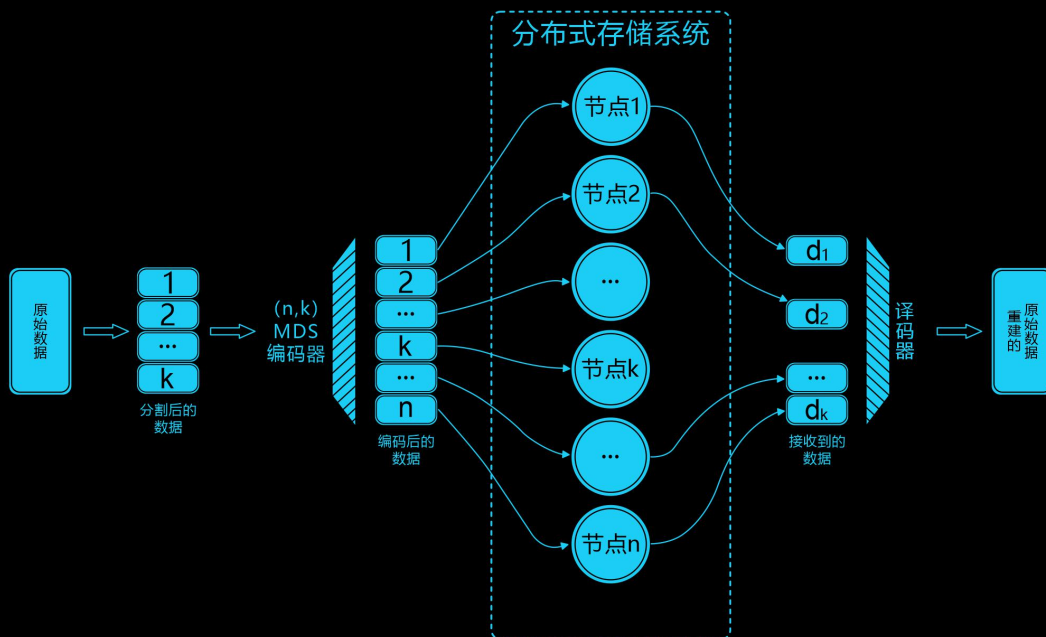 分布式存储系统
原始数据
1
2
...
k
分割后的
数据
(n,k)
MDS
编码器
1
2
...
k
...
n
编码后的
数据
节点1
节点2
...
节点k
...
节点n
d₁
d₂
...
dₖ
接收到的
数据
译码器
重建的
原始数据